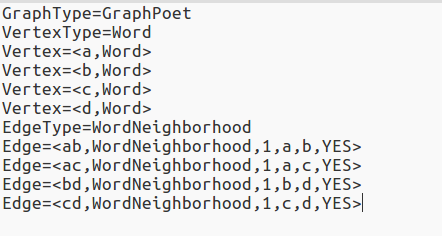 GraphType=GraphPoet
VertexType=Word
Vertex=<a,Word>
Vertex=<b,Word>
Vertex=<c,Word>
Vertex=<d,Word>
EdgeType=WordNeighborhood
Edge=<ab,WordNeighborhood,1,a,b,YES>
Edge=<ac,WordNeighborhood,1,a,c,YES>
Edge=<bd,WordNeighborhood,1,b,d,YES>
Edge=<cd,WordNeighborhood,1,c,d,YES>